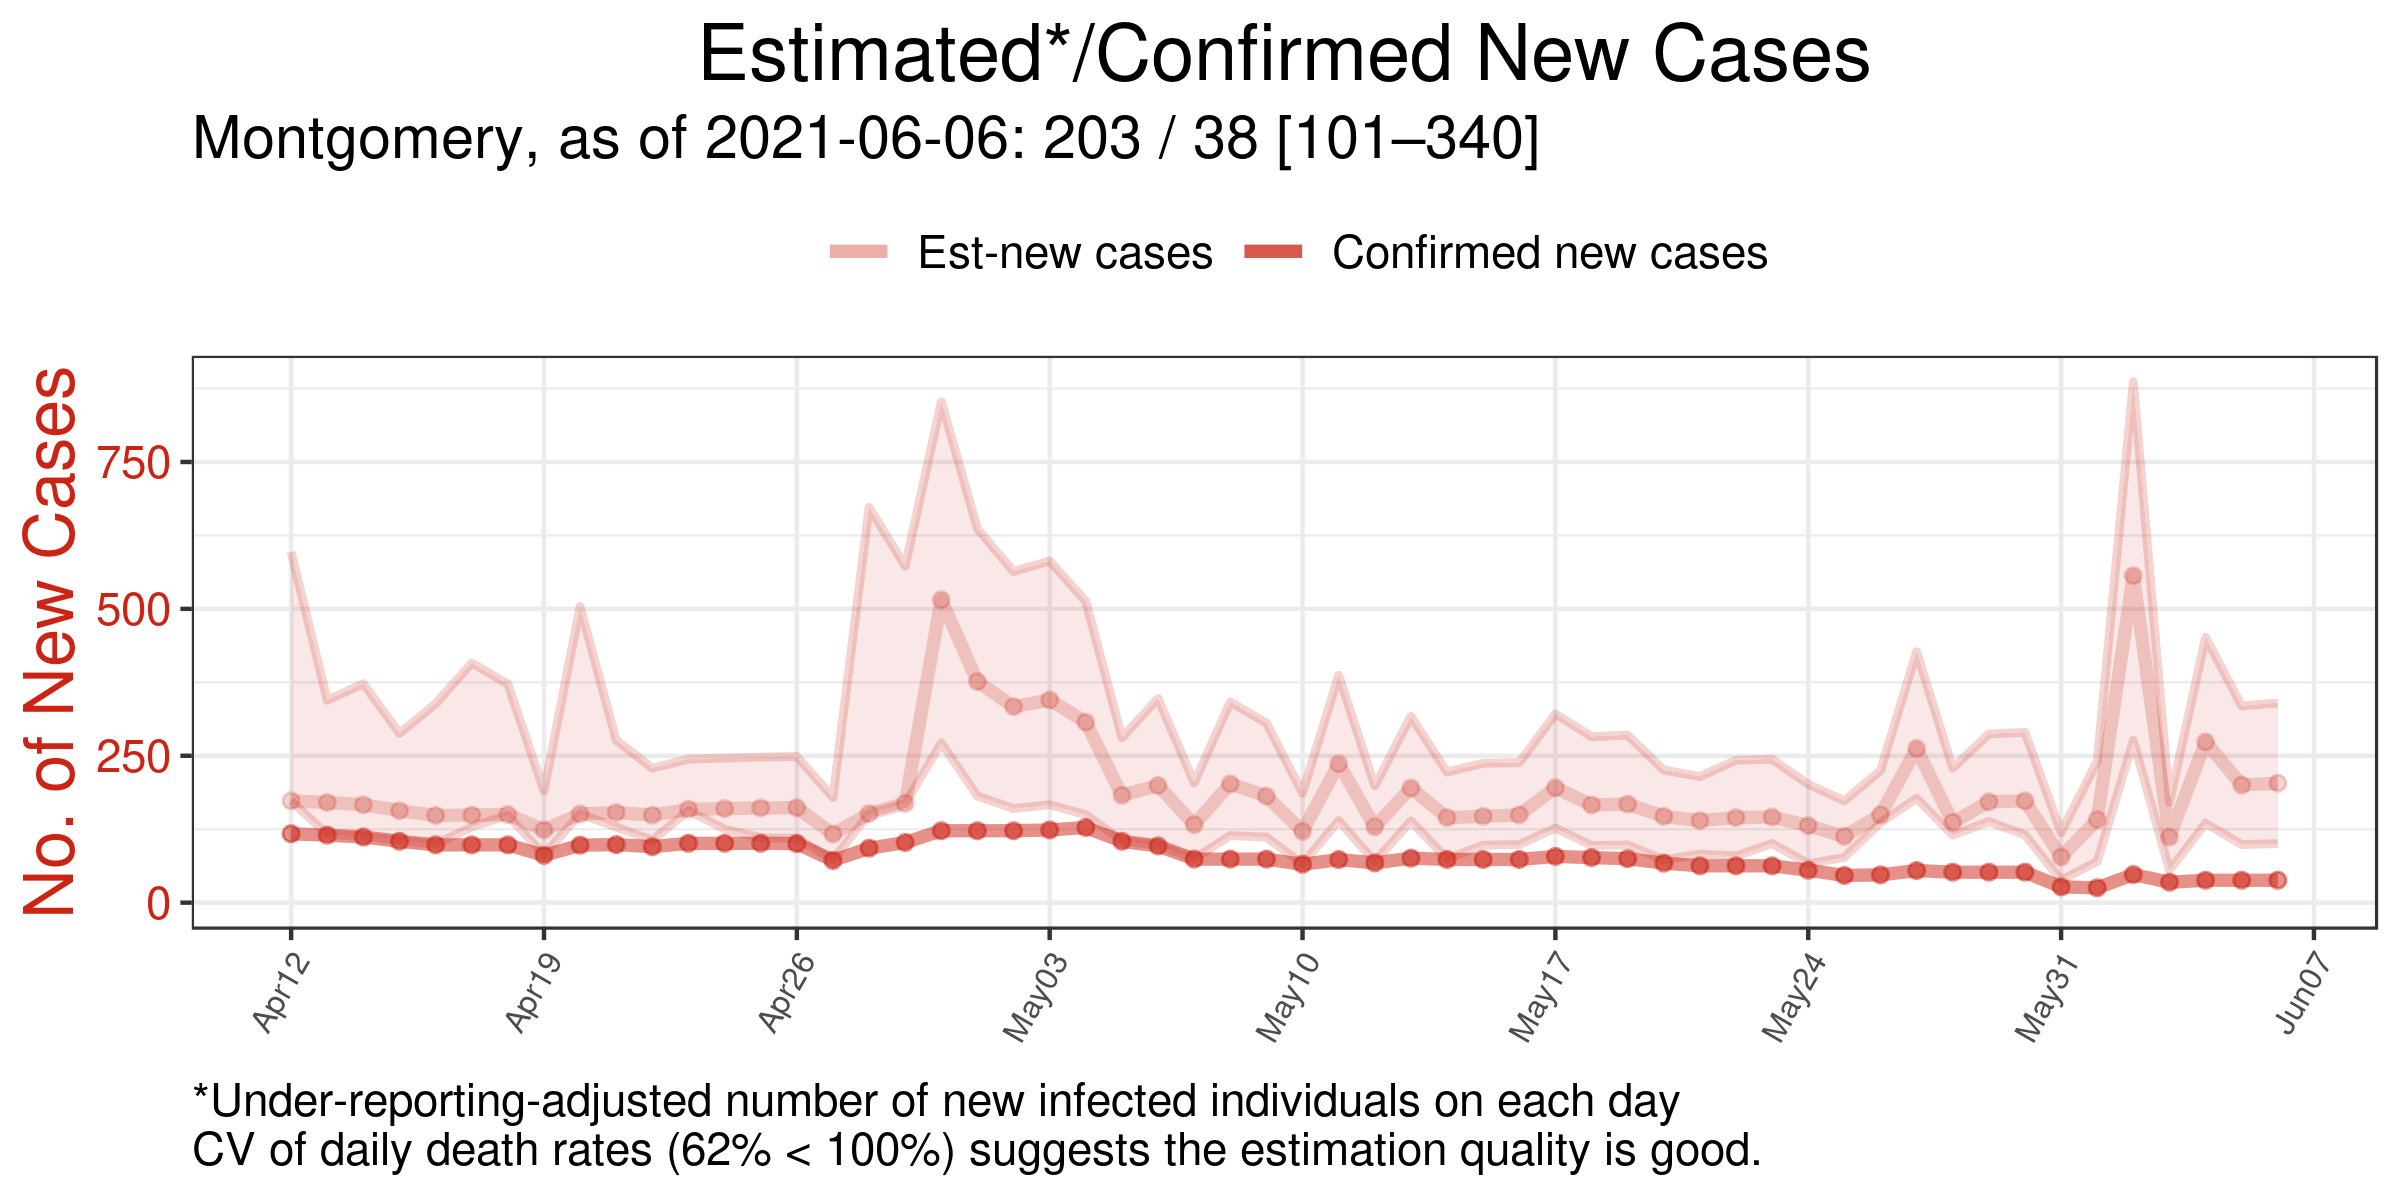 Estimated*/Confirmed New Cases
Montgomery, as of 2021-06-06: 203 / 38 [101–340]
Est-new cases
Confirmed new cases
No. of New Cases
750
500
250
0
Apr12
Apr19
Apr26
May03
May10
May17
May24
May31
Jun07
*Under-reporting-adjusted number of new infected individuals on each day
CV of daily death rates (62% < 100%) suggests the estimation quality is good.